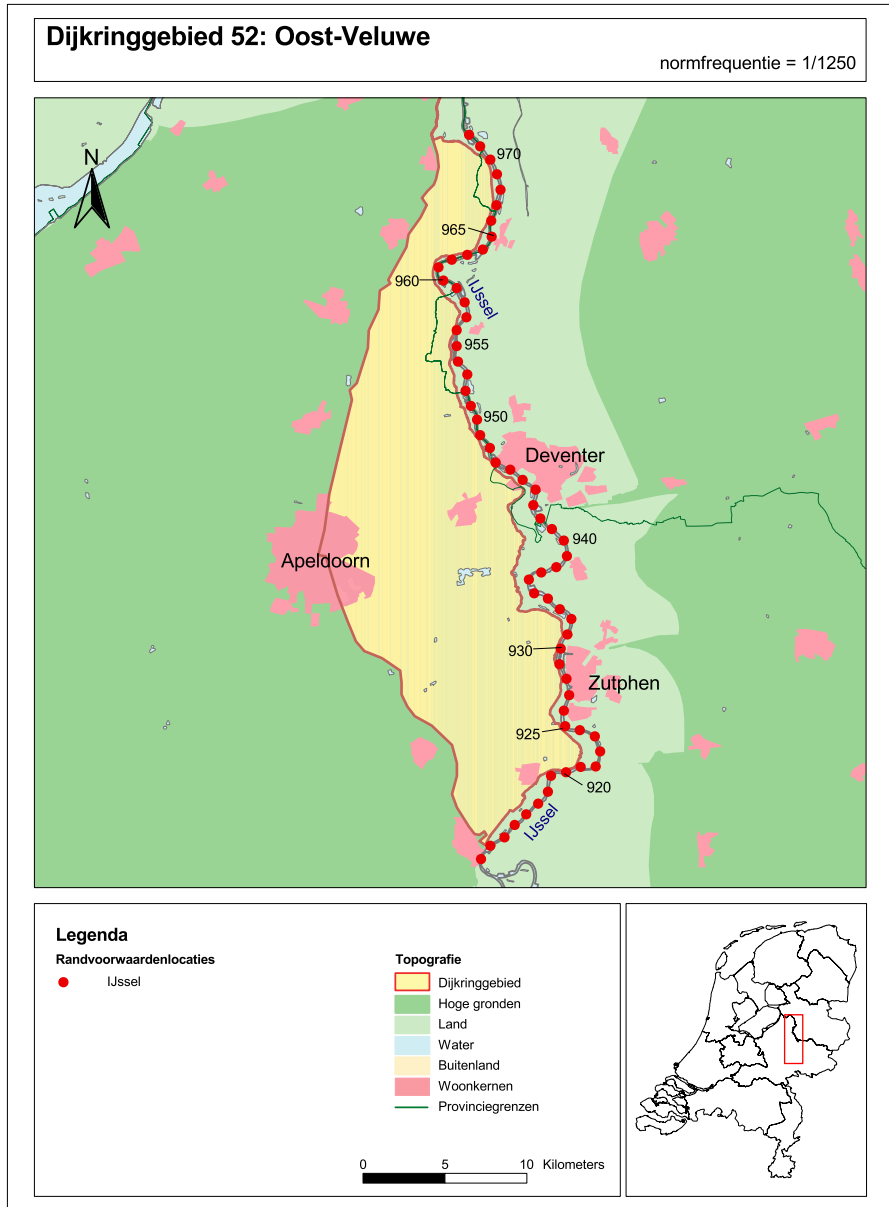 Dijkringgebied 52: Oost-Veluwe
normfrequentie = 1/1250
N
970
965
960
IJssel
955
950
Deventer
940
Apeldoorn
930
Zutphen
925
920
IJssel
Legenda
Randvoorwaardenlocaties
IJssel
Topografie
Dijkringgebied
Hoge gronden
Land
Water
Buitenland
Woonkernen
Provinciegrenzen
0 5 10 Kilometers